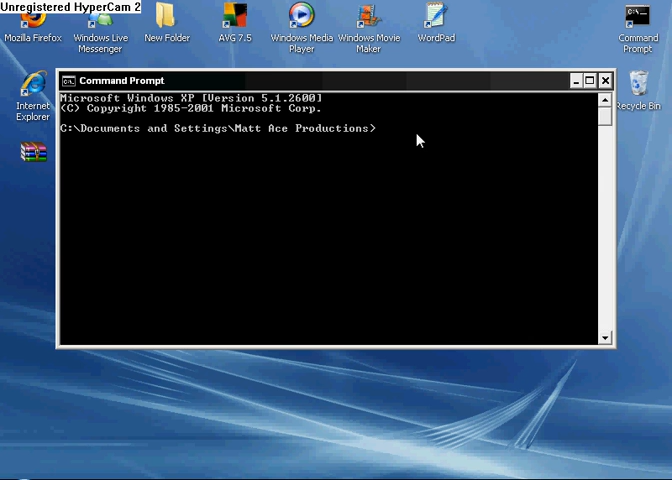 Unregistered HyperCam 2
Mozilla Firefox
Windows Live
Messenger
New Folder
AVG 7.5
Windows Media
Player
Windows Movie
Maker
WordPad
Command
Prompt
Internet
Explorer
Recycle Bin
Command Prompt
Microsoft Windows XP [Version 5.1.2600]
(C) Copyright 1985-2001 Microsoft Corp.
C:\Documents and Settings\Matt Ace Productions>